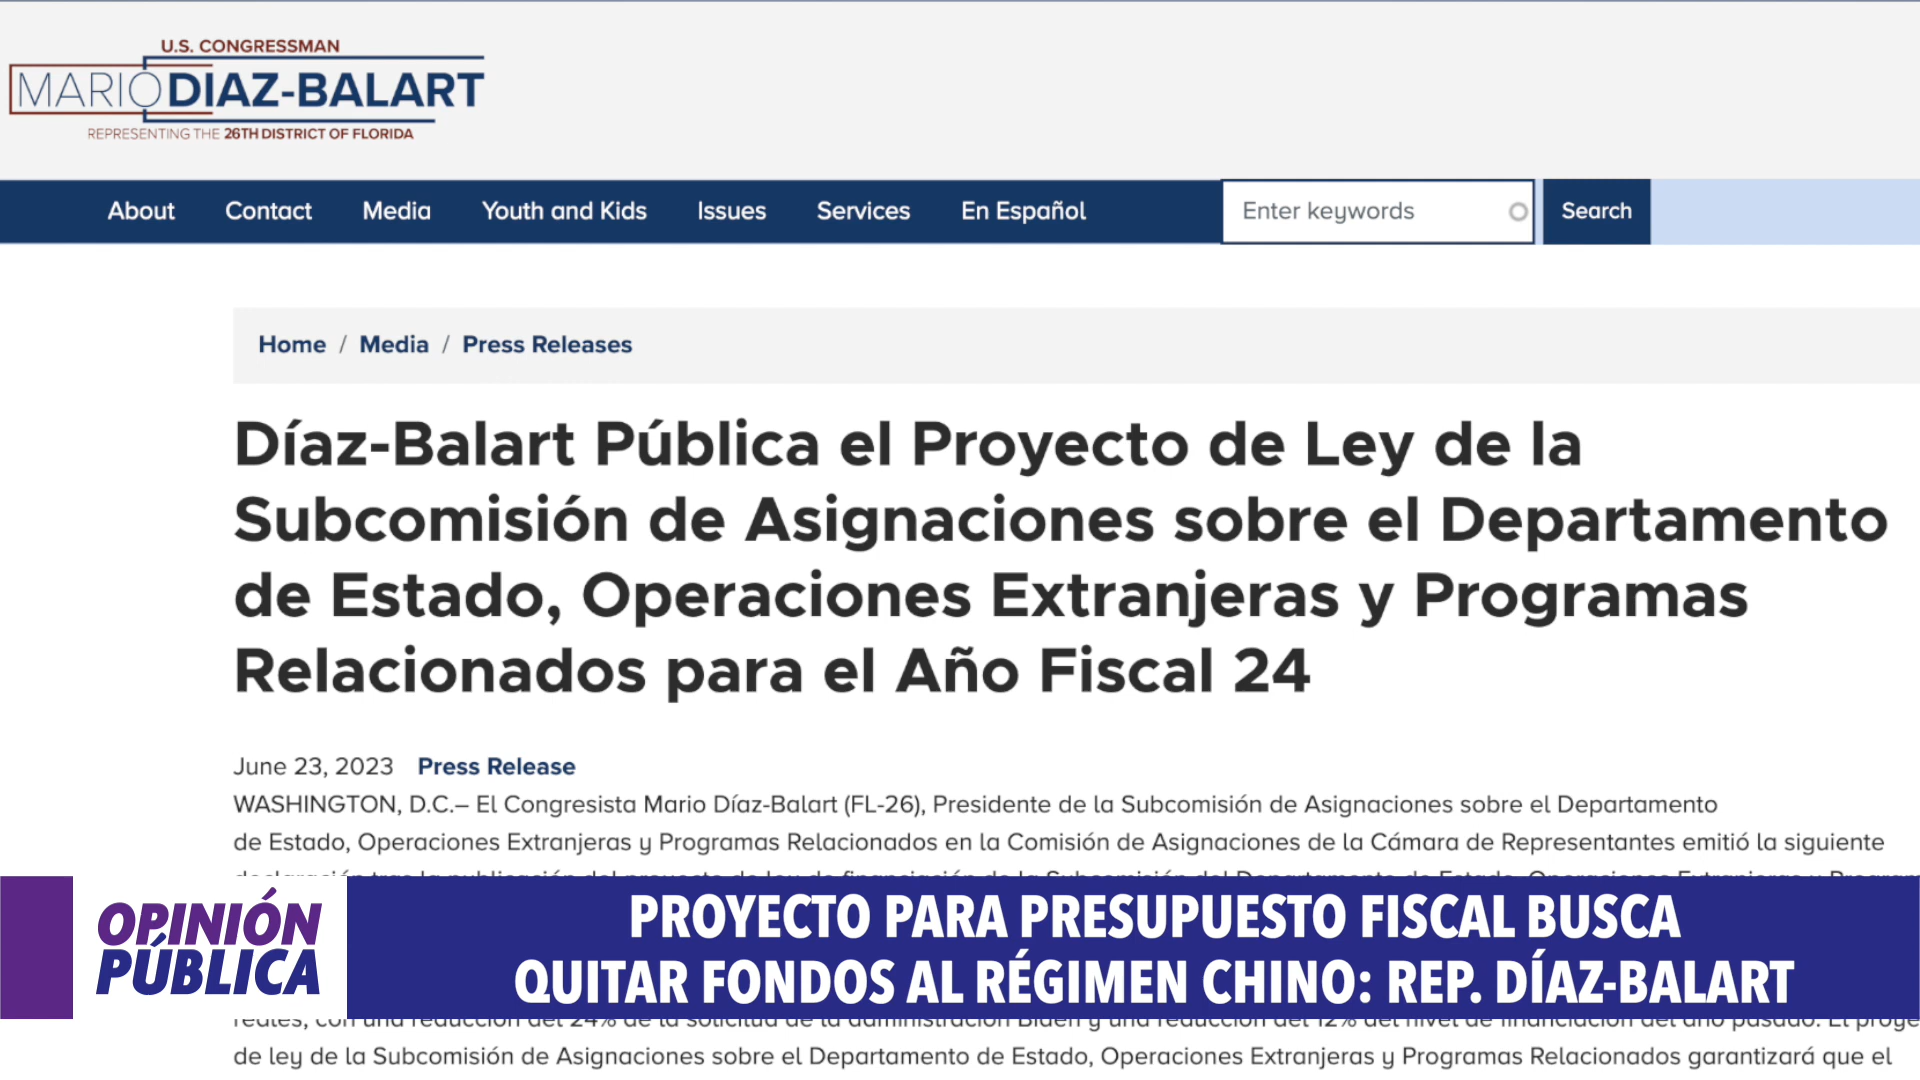 U.S. CONGRESSMAN
MARIO DIAZ-BALART
REPRESENTING THE 26TH DISTRICT OF FLORIDA
About Contact Media Youth and Kids Issues Services En Español Enter keywords Search
Home / Media / Press Releases
Díaz-Balart Pública el Proyecto de Ley de la
Subcomisión de Asignaciones sobre el Departamento
de Estado, Operaciones Extranjeras y Programas
Relacionados para el Año Fiscal 24
June 23, 2023 Press Release
WASHINGTON, D.C.– El Congresista Mario Díaz-Balart (FL-26), Presidente de la Subcomisión de Asignaciones sobre el Departamento
de Estado, Operaciones Extranjeras y Programas Relacionados en la Comisión de Asignaciones de la Cámara de Representantes emitió la siguiente
OPINIÓN
PÚBLICA
PROYECTO PARA PRESUPUESTO FISCAL BUSCA
QUITAR FONDOS AL RÉGIMEN CHINO: REP. DÍAZ-BALART
de ley de la Subcomisión de Asignaciones sobre el Departamento de Estado, Operaciones Extranjeras y Programas Relacionados garantizará que el